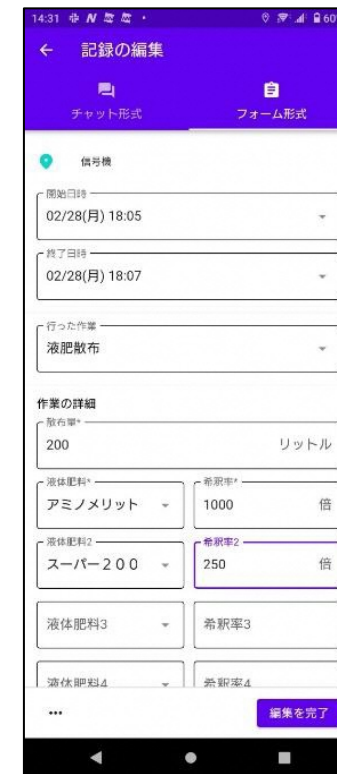 14:31 60%
記録の編集
チャット形式 フォーム形式
信号機
開始日時
02/28(月) 18:05
終了日時
02/28(月) 18:07
行った作業
液肥散布
作業の詳細
散布量*
200 リットル
液体肥料* 希釈率*
アミノメリット 1000 倍
液体肥料2 希釈率2
スーパー200 250 倍
液体肥料3 希釈率3
液体肥料4 希釈率4
編集を完了